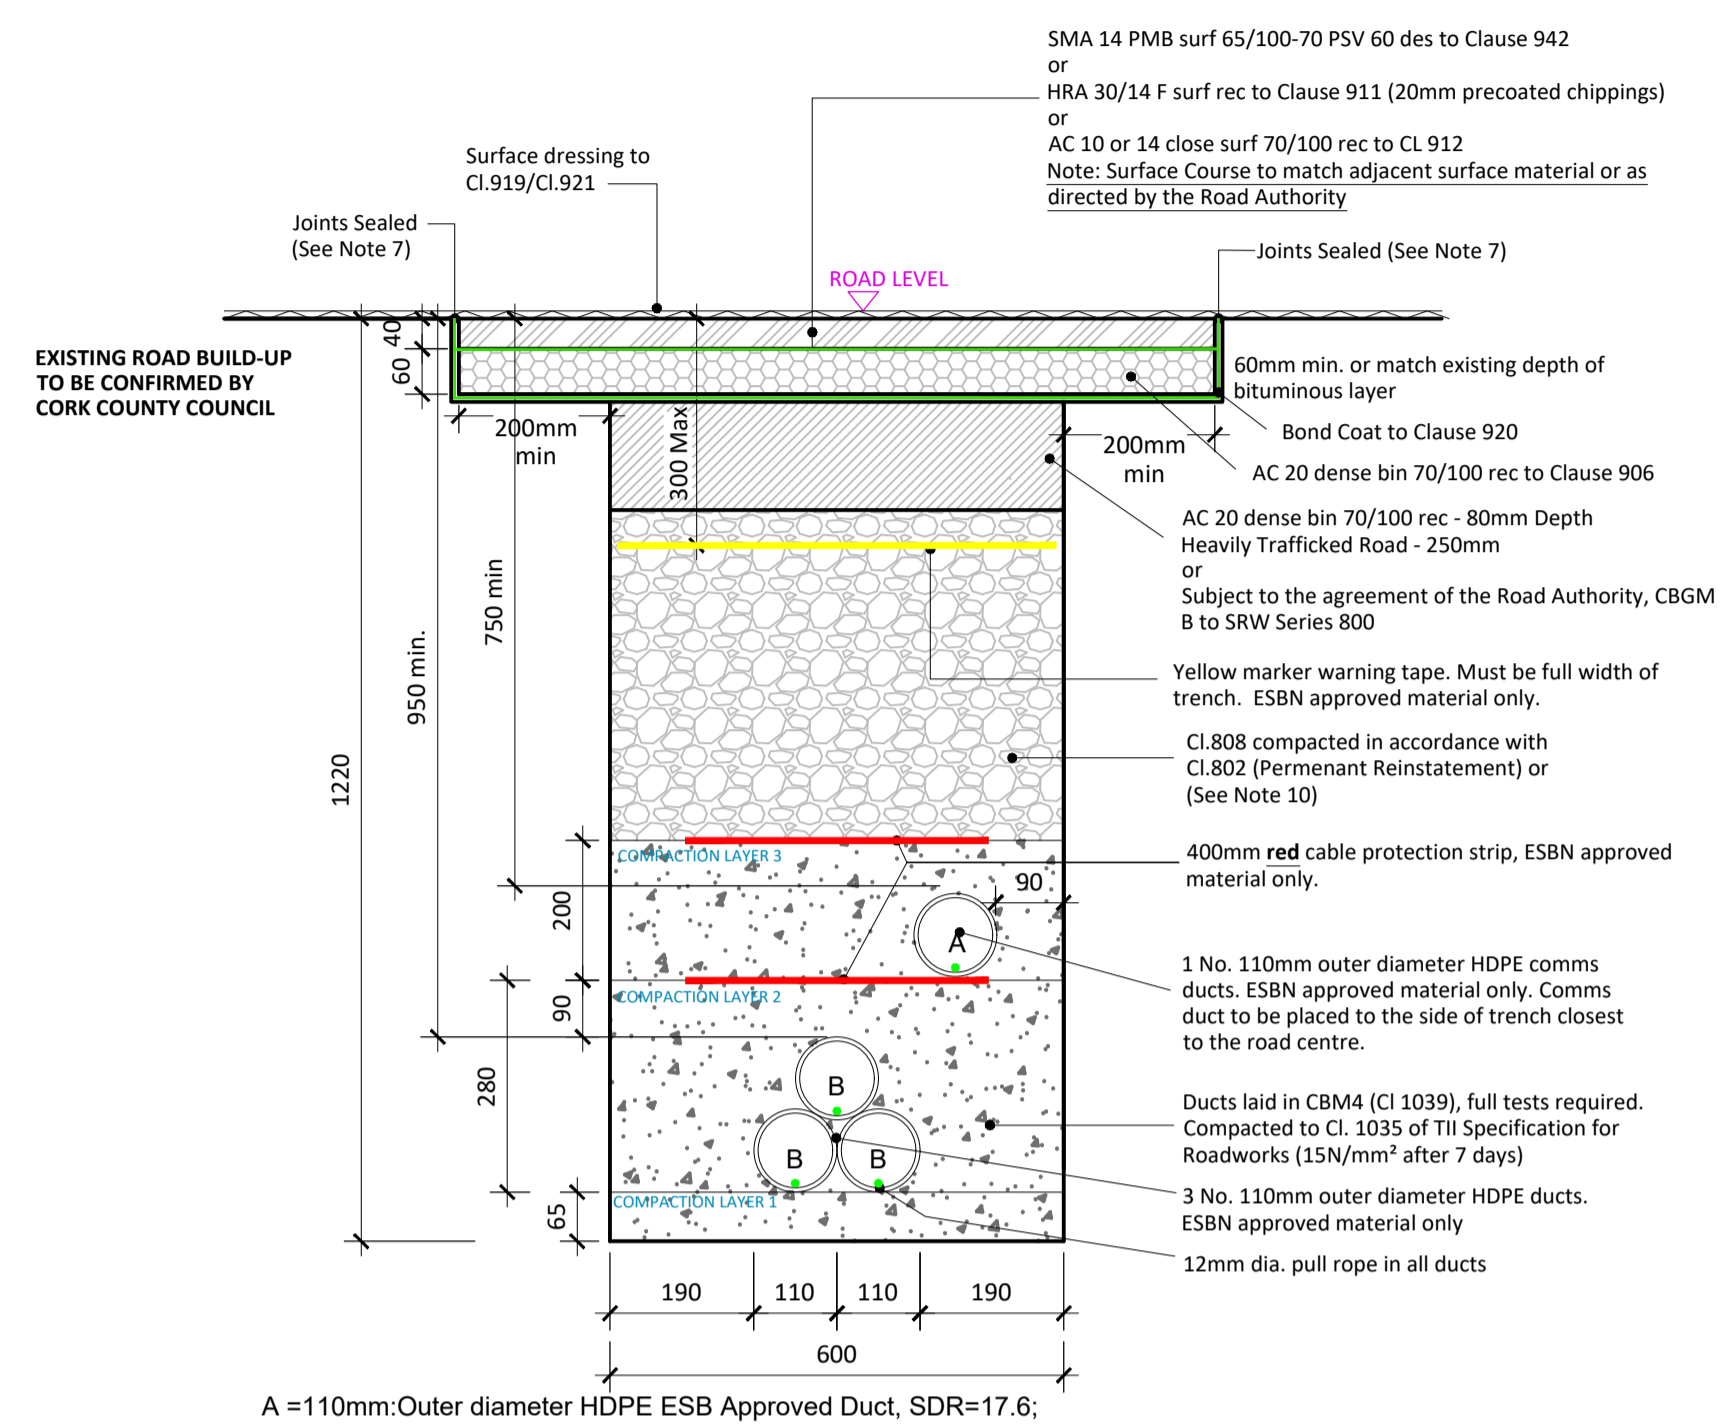 SMA 14 PMB surf 65/100-70 PSV 60 des to Clause 942
or
HRA 30/14 F surf rec to Clause 911 (20mm precoated chippings)
or
AC 10 or 14 close surf 70/100 rec to CL 912
Note: Surface Course to match adjacent surface material or as
directed by the Road Authority
Surface dressing to
Cl.919/Cl.921
Joints Sealed
(See Note 7)
Joints Sealed (See Note 7)
ROAD LEVEL
EXISTING ROAD BUILD-UP
TO BE CONFIRMED BY
CORK COUNTY COUNCIL
40
60
60mm min. or match existing depth of
bituminous layer
200mm
min
300 Max
200mm
min
Bond Coat to Clause 920
AC 20 dense bin 70/100 rec to Clause 906
AC 20 dense bin 70/100 rec - 80mm Depth
Heavily Trafficked Road - 250mm
or
Subject to the agreement of the Road Authority, CBGM
B to SRW Series 800
750 min
950 min.
1220
Yellow marker warning tape. Must be full width of
trench. ESBN approved material only.
Cl.808 compacted in accordance with
Cl.802 (Permenant Reinstatement) or
(See Note 10)
COMPACTION LAYER 3
400mm red cable protection strip, ESBN approved
material only.
90
200
A
COMPACTION LAYER 2
90
1 No. 110mm outer diameter HDPE comms
ducts. ESBN approved material only. Comms
duct to be placed to the side of trench closest
to the road centre.
280
B
B
B
Ducts laid in CBM4 (Cl 1039), full tests required.
Compacted to Cl. 1035 of TII Specification for
Roadworks (15N/mm² after 7 days)
COMPACTION LAYER 1
65
3 No. 110mm outer diameter HDPE ducts.
ESBN approved material only
12mm dia. pull rope in all ducts
190
110
110
190
600
A =110mm:Outer diameter HDPE ESB Approved Duct, SDR=17.6;